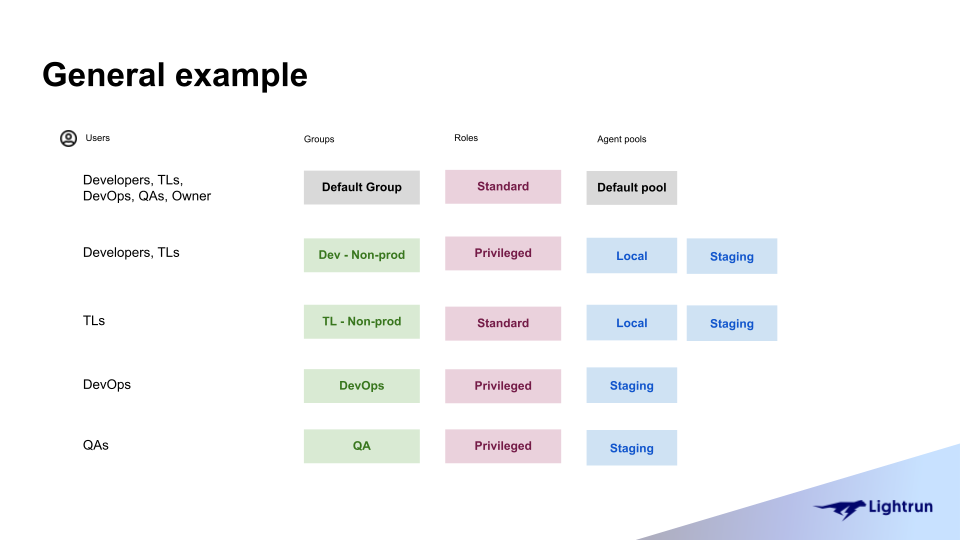 General example
Users
Groups
Roles
Agent pools
Developers, TLs,
DevOps, QAs, Owner
Default Group
Standard
Default pool
Developers, TLs
Dev - Non-prod
Privileged
Local
Staging
TLs
TL - Non-prod
Standard
Local
Staging
DevOps
DevOps
Privileged
Staging
QAs
QA
Privileged
Staging
Lightrun